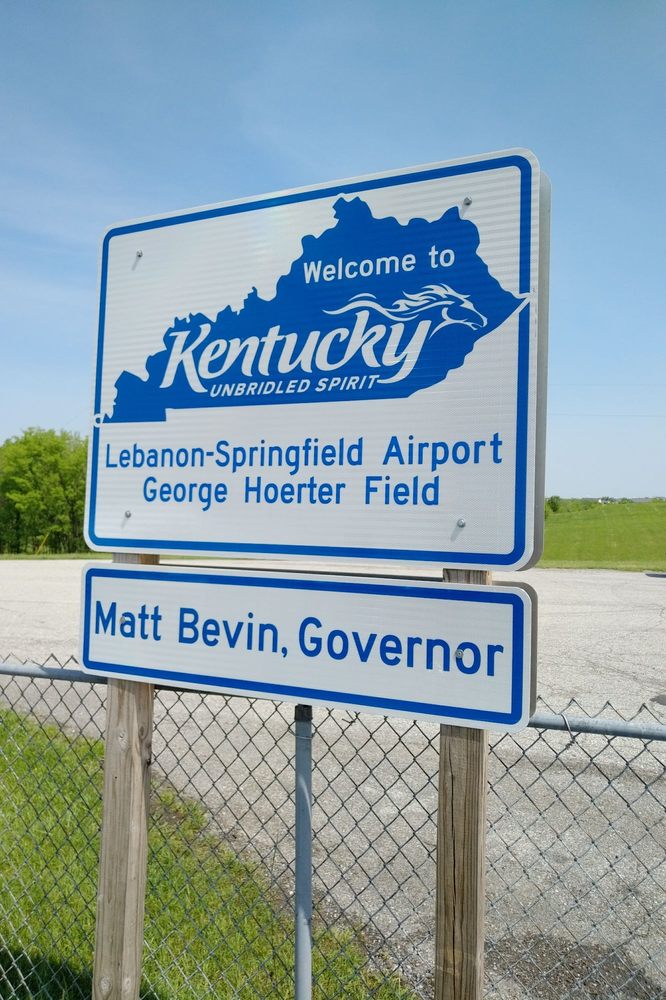 Welcome to
Kentucky
UNBRIDLED SPIRIT
Lebanon-Springfield Airport
George Hoerter Field
Matt Bevin, Governor